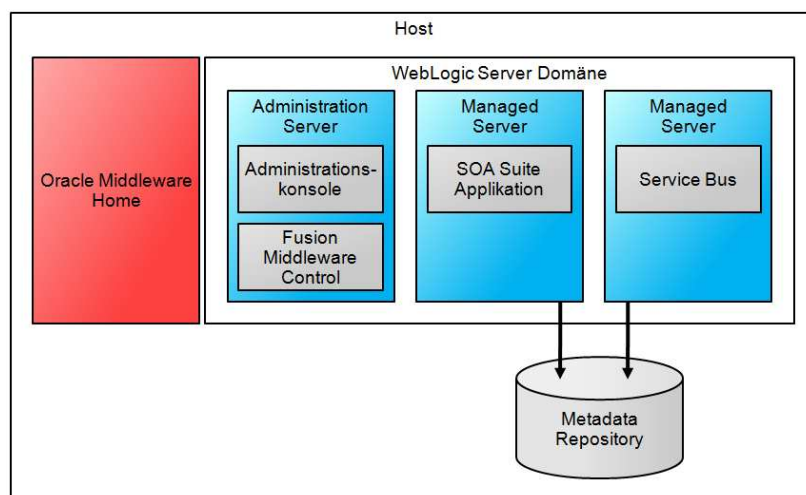 Host
WebLogic Server Domäne
Oracle Middleware
Home
Administration
Server
Administrations-
konsole
Fusion
Middleware
Control
Managed
Server
SOA Suite
Applikation
Managed
Server
Service Bus
Metadata
Repository